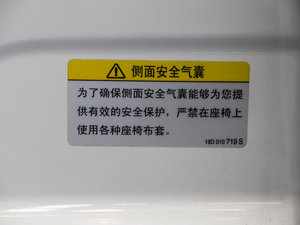 ⚠ 侧面安全气囊
为了确保侧面安全气囊能够为您提
供有效的安全保护，严禁在座椅上
使用各种座椅布套。
18D 010 719 S